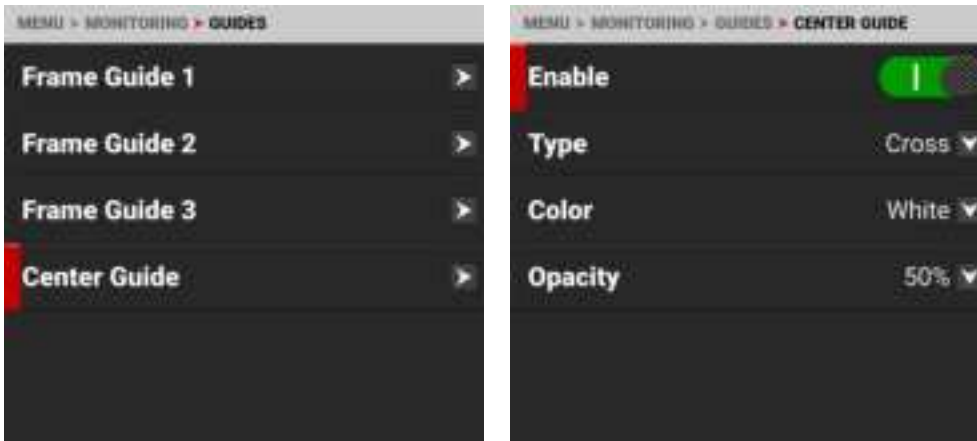 MENU > MONITORING > GUIDES
Frame Guide 1
Frame Guide 2
Frame Guide 3
Center Guide
MENU > MONITORING > GUIDES > CENTER GUIDE
Enable
Type Cross
Color White
Opacity 50%